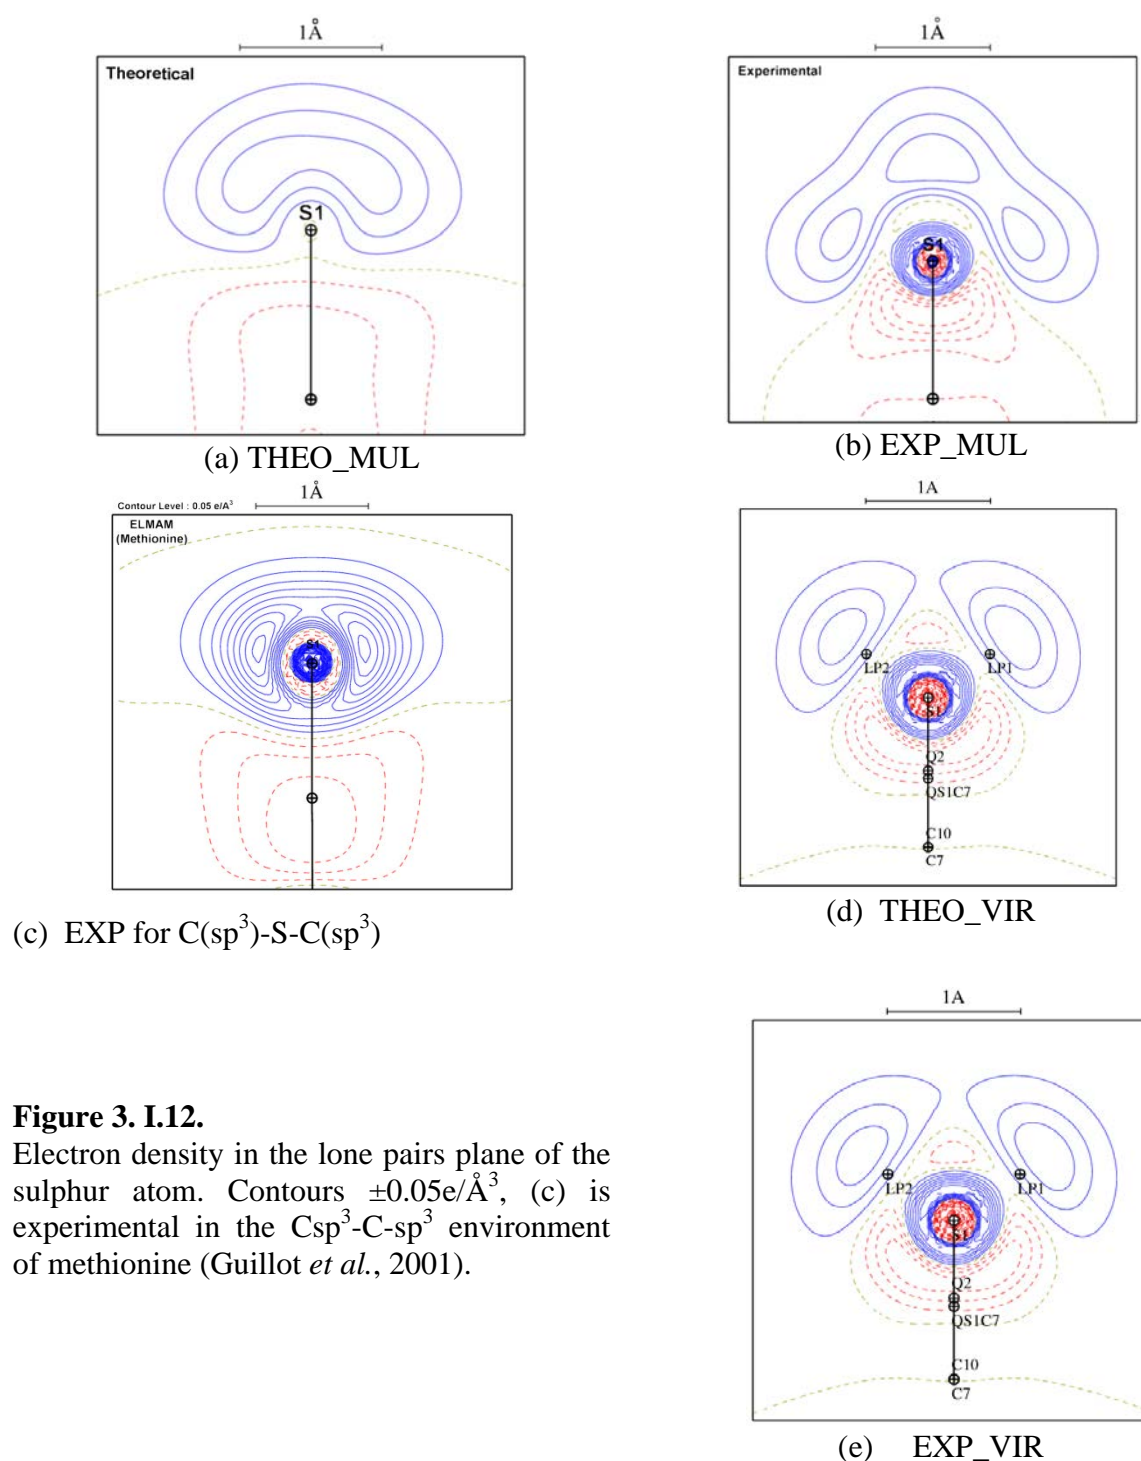 1Å
Theoretical
S1
(a) THEO_MUL
1Å
Experimental
S1
(b) EXP_MUL
Contour Level : 0.05 e/A³
1Å
ELMAM
(Methionine)
S1
(c) EXP for C(sp³)-S-C(sp³)
1A
LP2
LP1
S1
Q2
QS1C7
C10
C7
(d) THEO_VIR
1A
LP2
LP1
S1
Q2
QS1C7
C10
C7
(e) EXP_VIR
Figure 3. I.12.
Electron density in the lone pairs plane of the
sulphur atom. Contours ±0.05e/Å³, (c) is
experimental in the Csp³-C-sp³ environment
of methionine (Guillot et al., 2001).